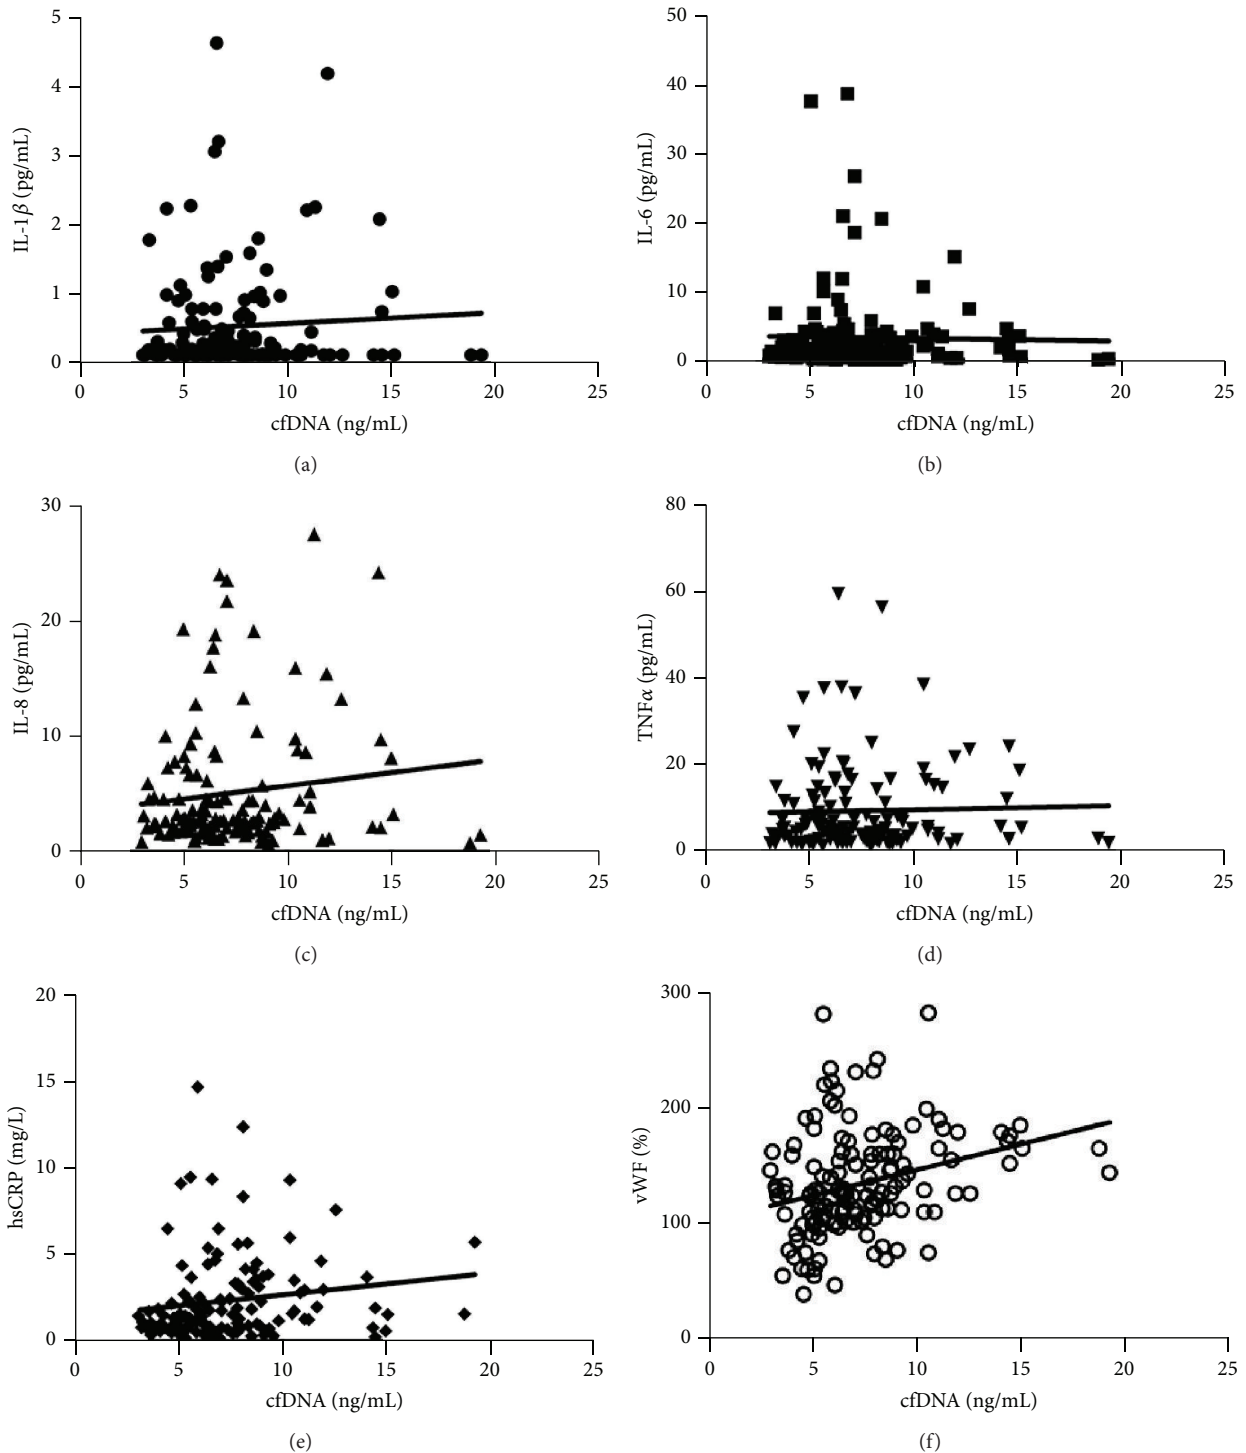 5
4
3
2
1
0
IL-1β (pg/mL)
0 5 10 15 20 25
cfDNA (ng/mL)
(a)
50
40
30
20
10
0
IL-6 (pg/mL)
0 5 10 15 20 25
cfDNA (ng/mL)
(b)
30
20
10
0
IL-8 (pg/mL)
0 5 10 15 20 25
cfDNA (ng/mL)
(c)
80
60
40
20
0
TNFα (pg/mL)
0 5 10 15 20 25
cfDNA (ng/mL)
(d)
20
15
10
5
0
hsCRP (mg/L)
0 5 10 15 20 25
cfDNA (ng/mL)
(e)
300
200
100
0
vWF (%)
0 5 10 15 20 25
cfDNA (ng/mL)
(f)